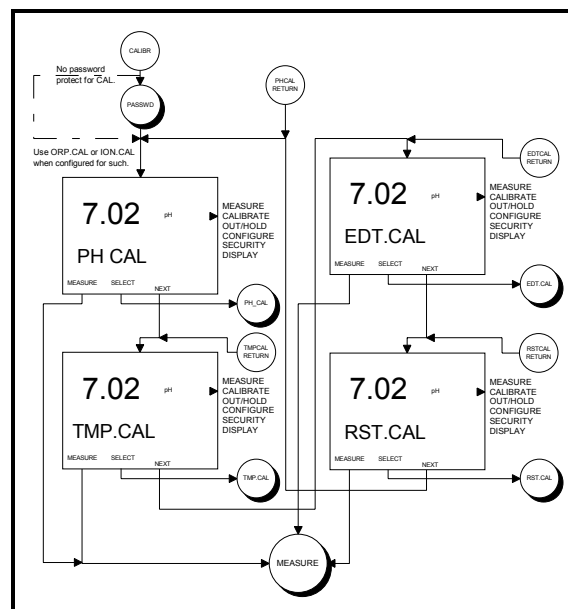 CALIBR
No password
protect for CAL.
PASSWD
PHCAL
RETURN
Use ORP.CAL or ION.CAL
when configured for such.
7.02 pH
PH CAL
MEASURE SELECT NEXT
MEASURE
CALIBRATE
OUT/HOLD
CONFIGURE
SECURITY
DISPLAY
PH_CAL
TMPCAL
RETURN
7.02 pH
TMP.CAL
MEASURE SELECT NEXT
MEASURE
CALIBRATE
OUT/HOLD
CONFIGURE
SECURITY
DISPLAY
TMP.CAL
EDTCAL
RETURN
7.02 pH
EDT.CAL
MEASURE SELECT NEXT
MEASURE
CALIBRATE
OUT/HOLD
CONFIGURE
SECURITY
DISPLAY
EDT.CAL
RSTCAL
RETURN
7.02 pH
RST.CAL
MEASURE SELECT NEXT
MEASURE
CALIBRATE
OUT/HOLD
CONFIGURE
SECURITY
DISPLAY
RST.CAL
MEASURE